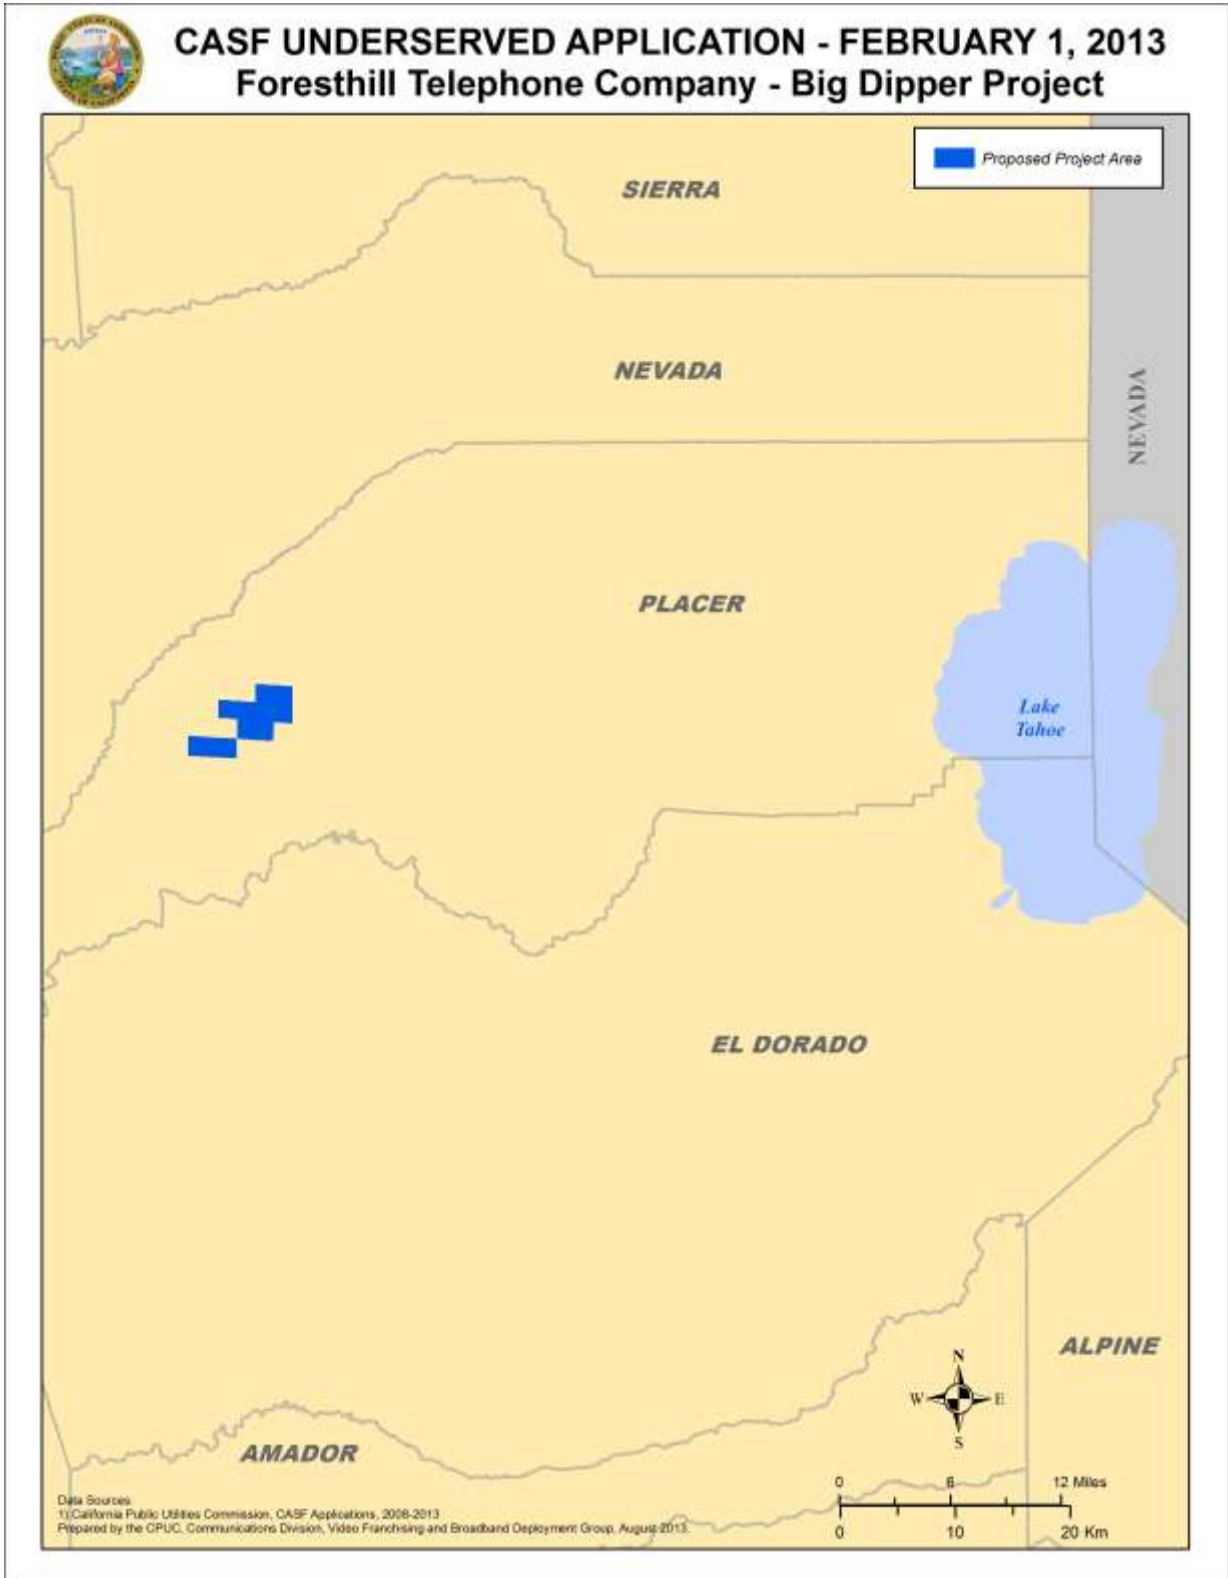 CASF UNDERSERVED APPLICATION - FEBRUARY 1, 2013
Foresthill Telephone Company - Big Dipper Project
Proposed Project Area
SIERRA
NEVADA
NEVADA
PLACER
Lake
Tahoe
EL DORADO
ALPINE
N
W E
S
AMADOR
0 6 12 Miles
0 10 20 Km
Data Sources
1) California Public Utilities Commission, CASF Applications, 2008-2013
Prepared by the CPUC, Communications Division, Video Franchising and Broadband Deployment Group, August 2013.